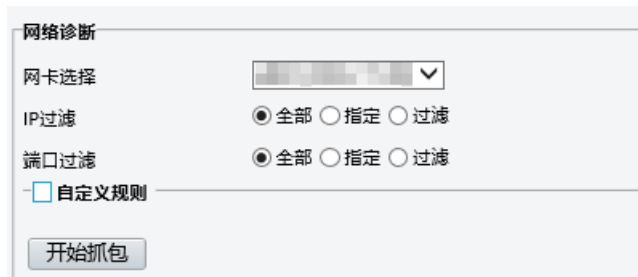 网络诊断
网卡选择
IP过滤 全部 指定 过滤
端口过滤 全部 指定 过滤
自定义规则
开始抓包